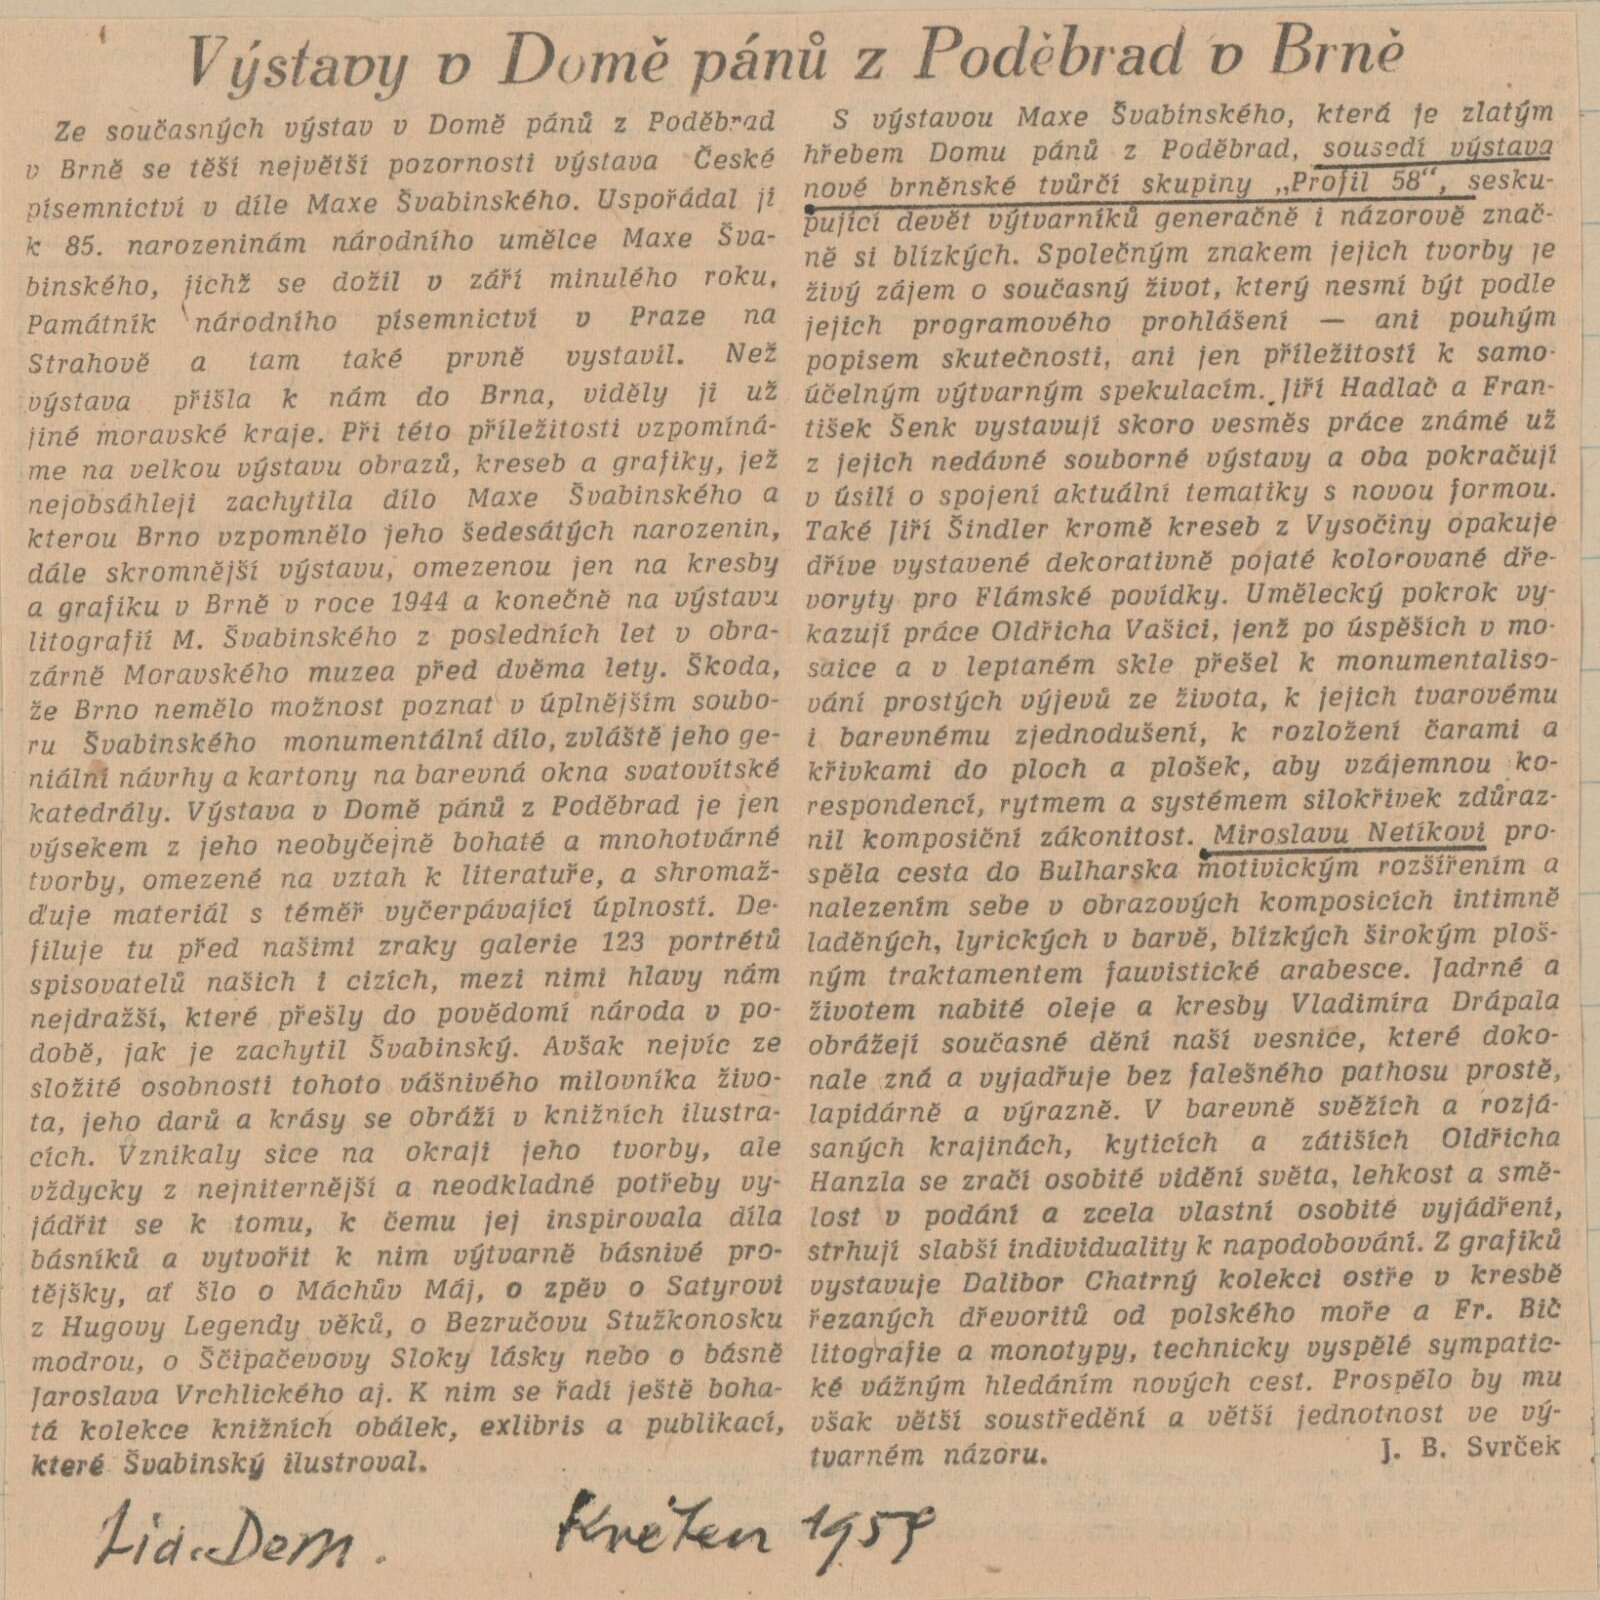 Výstavy v Domě pánů z Poděbrad v Brně
Ze současných výstav v Domě pánů z Poděbrad
v Brně se těší největší pozornosti výstava České
písemnictví v díle Maxe Švabinského. Uspořádal ji
k 85. narozeninám národního umělce Maxe Šva-
binského, jichž se dožil v září minulého roku,
Památník národního písemnictví v Praze na
Strahově a tam také prvně vystavil. Než
výstava přišla k nám do Brna, viděly ji už
jiné moravské kraje. Při této příležitosti vzpomíná-
me na velkou výstavu obrazů, kreseb a grafiky, jež
nejobsáhleji zachytila dílo Maxe Švabinského a
kterou Brno vzpomnělo jeho šedesátých narozenin,
dále skromnější výstavu, omezenou jen na kresby
a grafiku v Brně v roce 1944 a konečně na výstavu
litografií M. Švabinského z posledních let v obra-
zárně Moravského muzea před dvěma lety. Škoda,
že Brno nemělo možnost poznat v úplnějším soubo-
ru Švabinského monumentální dílo, zvláště jeho ge-
niální návrhy a kartony na barevná okna svatovítské
katedrály. Výstava v Domě pánů z Poděbrad je jen
výsekem z jeho neobyčejně bohaté a mnohotvárné
tvorby, omezené na vztah k literatuře, a shromaž-
ďuje materiál s téměř vyčerpávající úplností. De-
filuje tu před našimi zraky galerie 123 portrétů
spisovatelů našich i cizích, mezi nimi hlavy nám
nejdražší, které přešly do povědomí národa v po-
době, jak je zachytil Švabinský. Avšak nejvíc ze
složité osobnosti tohoto vášnivého milovníka živo-
ta, jeho darů a krásy se obráží v knižních ilustra-
cích. Vznikaly sice na okraji jeho tvorby, ale
vždycky z nejniternější a neodkladné potřeby vy-
jádřit se k tomu, k čemu jej inspirovala díla
básníků a vytvořit k nim výtvarně básnivé pro-
tějšky, ať šlo o Máchův Máj, o zpěv o Satyrovi
z Hugovy Legendy věků, o Bezručovu Stužkonosku
modrou, o Ščipačevovy Sloky lásky nebo o básně
Jaroslava Vrchlického aj. K nim se řadí ještě boha-
tá kolekce knižních obálek, exlibris a publikací,
které Švabinský ilustroval.
S výstavou Maxe Švabinského, která je zlatým
hřebem Domu pánů z Poděbrad, sousedí výstava
nové brněnské tvůrčí skupiny „Profil 58“, sesku-
pující devět výtvarníků generačně i názorově znač-
ně si blízkých. Společným znakem jejich tvorby je
živý zájem o současný život, který nesmí být podle
jejich programového prohlášení — ani pouhým
popisem skutečnosti, ani jen příležitostí k samo-
účelným výtvarným spekulacím. Jiří Hadlač a Fran-
tišek Šenk vystavují skoro vesměs práce známé už
z jejich nedávné souborné výstavy a oba pokračují
v úsilí o spojení aktuální tematiky s novou formou.
Také Jiří Šindler kromě kreseb z Vysočiny opakuje
dříve vystavené dekorativně pojaté kolorované dře-
voryty pro Flámské povídky. Umělecký pokrok vy-
kazují práce Oldřicha Vašici, jenž po úspěších v mo-
saice a v leptaném skle přešel k monumentaliso-
vání prostých výjevů ze života, k jejich tvarovému
i barevnému zjednodušení, k rozložení čarami a
křivkami do ploch a plošek, aby vzájemnou ko-
respondencí, rytmem a systémem silokřivek zdůraz-
nil komposiční zákonitost. Miroslavu Netíkovi pro-
spěla cesta do Bulharska motivickým rozšířením a
nalezením sebe v obrazových komposicích intimně
laděných, lyrických v barvě, blízkých širokým ploš-
ným traktamentem fauvistické arabesce. Jadrné a
životem nabité oleje a kresby Vladimíra Drápala
obrážejí současné dění naší vesnice, které doko-
nale zná a vyjadřuje bez falešného pathosu prostě,
lapidárně a výrazně. V barevně svěžích a rozjá-
saných krajinách, kyticích a zátiších Oldřicha
Hanzla se zračí osobité vidění světa, lehkost a smě-
lost v podání a zcela vlastní osobité vyjádření,
strhují slabší individuality k napodobování. Z grafiků
vystavuje Dalibor Chatrný kolekci ostře v kresbě
řezaných dřevoritů od polského moře a Fr. Bič
litografie a monotypy, technicky vyspělé sympatic-
ké vážným hledáním nových cest. Prospělo by mu
však větší soustředění a větší jednotnost ve vý-
tvarném názoru.
J. B. Svrček
Lid. Dem. Květen 1959